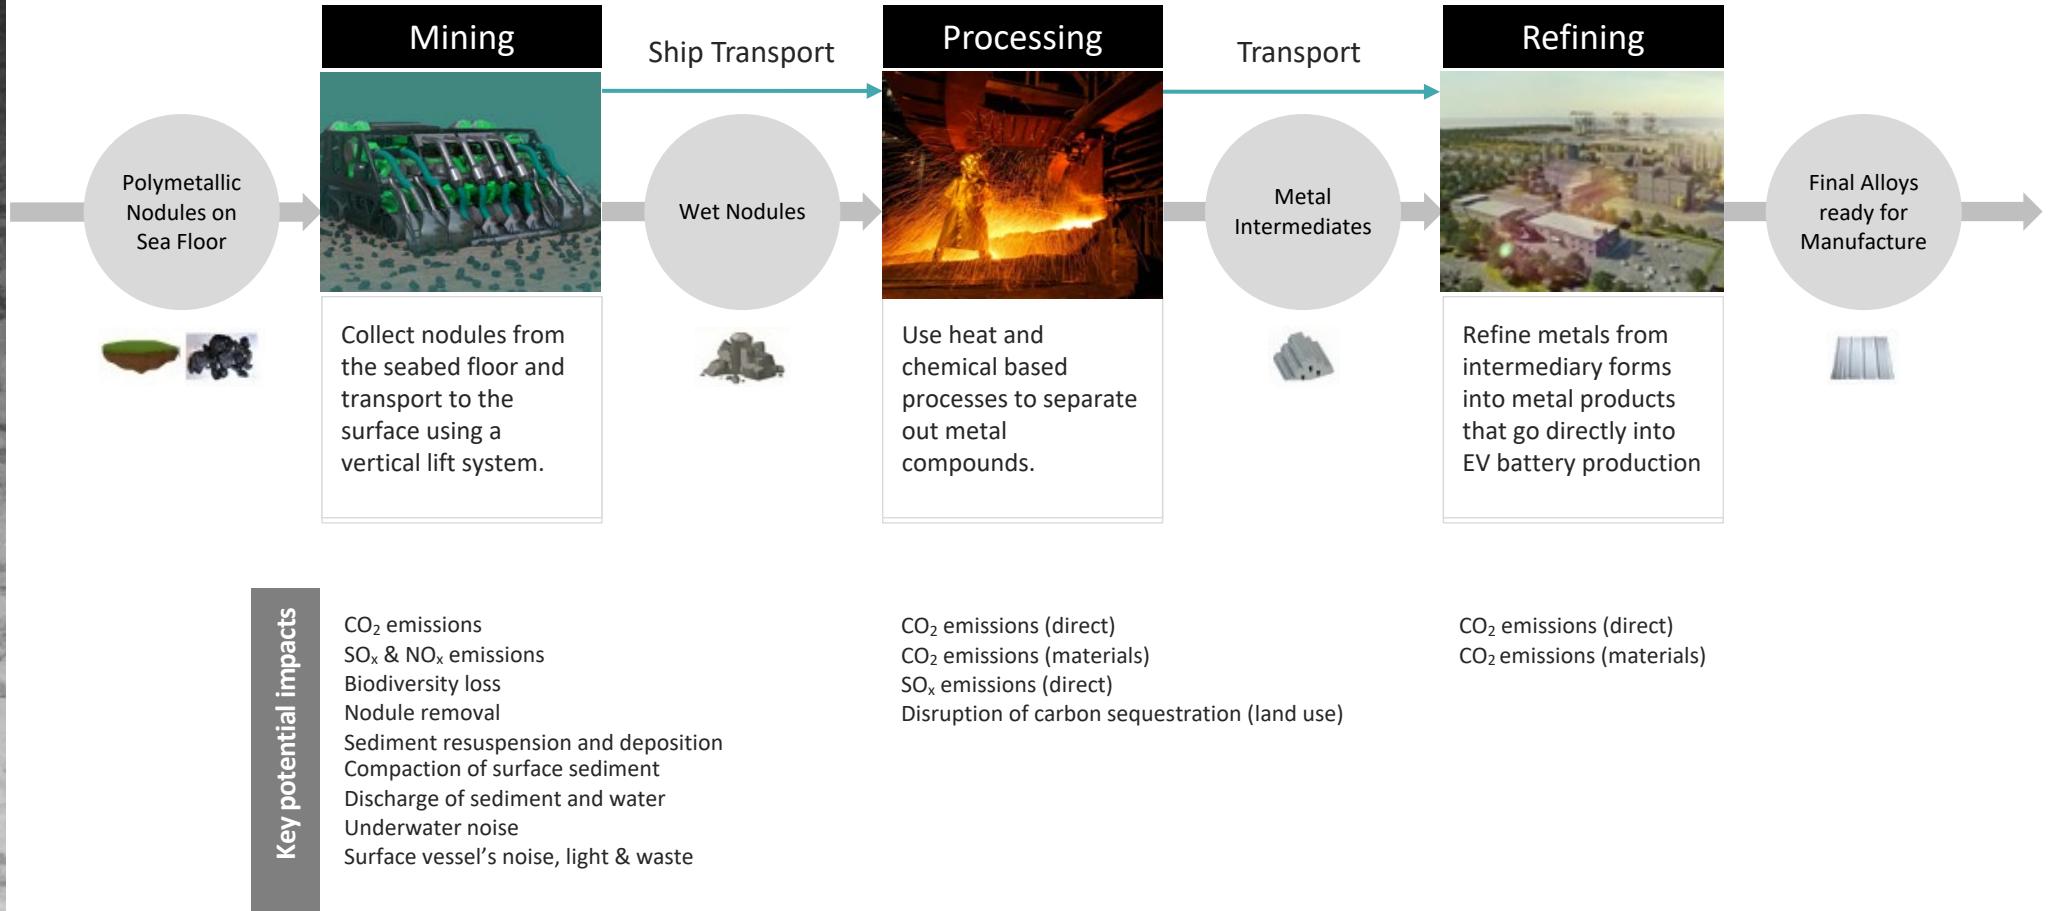 Mining
Ship Transport
Processing
Transport
Refining
Polymetallic
Nodules on
Sea Floor
Wet Nodules
Metal
Intermediates
Final Alloys
ready for
Manufacture
Collect nodules from
the seabed floor and
transport to the
surface using a
vertical lift system.
Use heat and
chemical based
processes to separate
out metal
compounds.
Refine metals from
intermediary forms
into metal products
that go directly into
EV battery production
Key potential impacts
CO₂ emissions
SOₓ & NOₓ emissions
Biodiversity loss
Nodule removal
Sediment resuspension and deposition
Compaction of surface sediment
Discharge of sediment and water
Underwater noise
Surface vessel’s noise, light & waste
CO₂ emissions (direct)
CO₂ emissions (materials)
SOₓ emissions (direct)
Disruption of carbon sequestration (land use)
CO₂ emissions (direct)
CO₂ emissions (materials)